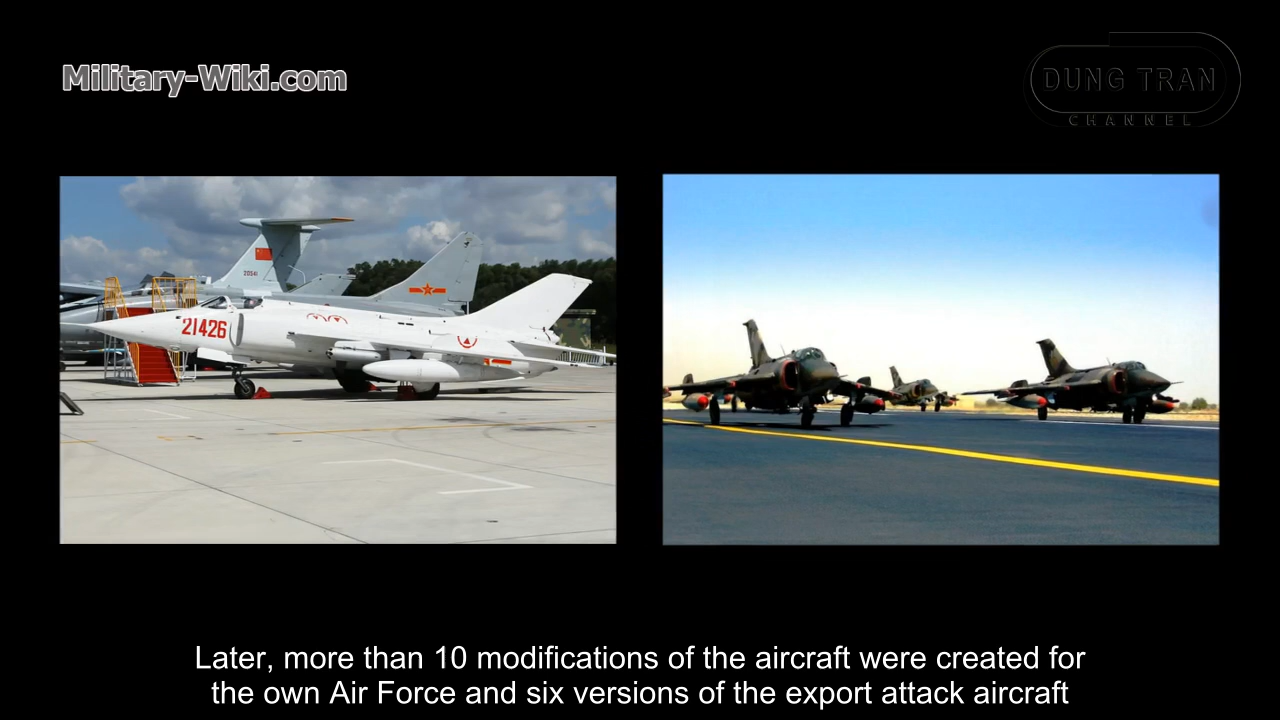 Military-Wiki.com
DUNG TRAN
CHANNEL
21426
Later, more than 10 modifications of the aircraft were created for
the own Air Force and six versions of the export attack aircraft